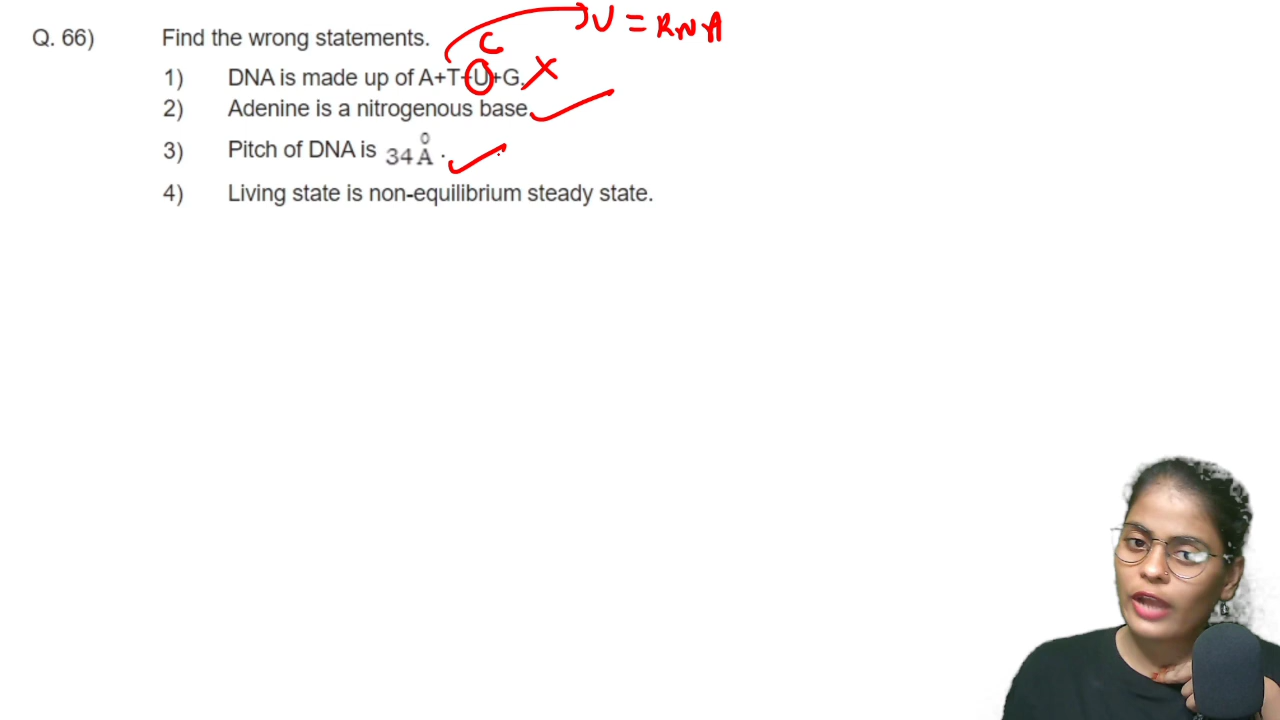 Q. 66) Find the wrong statements.
U = RNA
C
1) DNA is made up of A+T+U+G.
2) Adenine is a nitrogenous base.
3) Pitch of DNA is 34 Å.
4) Living state is non-equilibrium steady state.